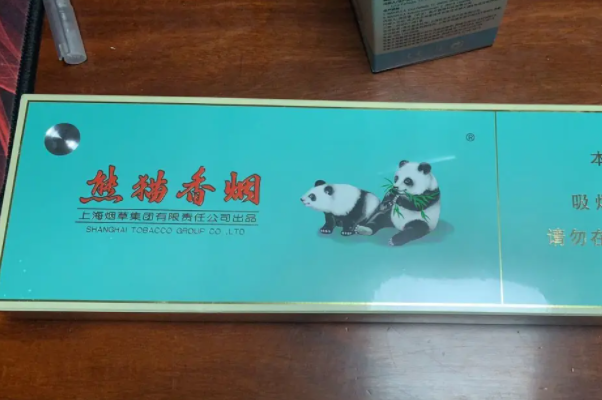 熊猫香烟
上海烟草集团有限责任公司出品
SHANGHAI TOBACCO GROUP CO .,LTD
®
本
吸烟
请勿在